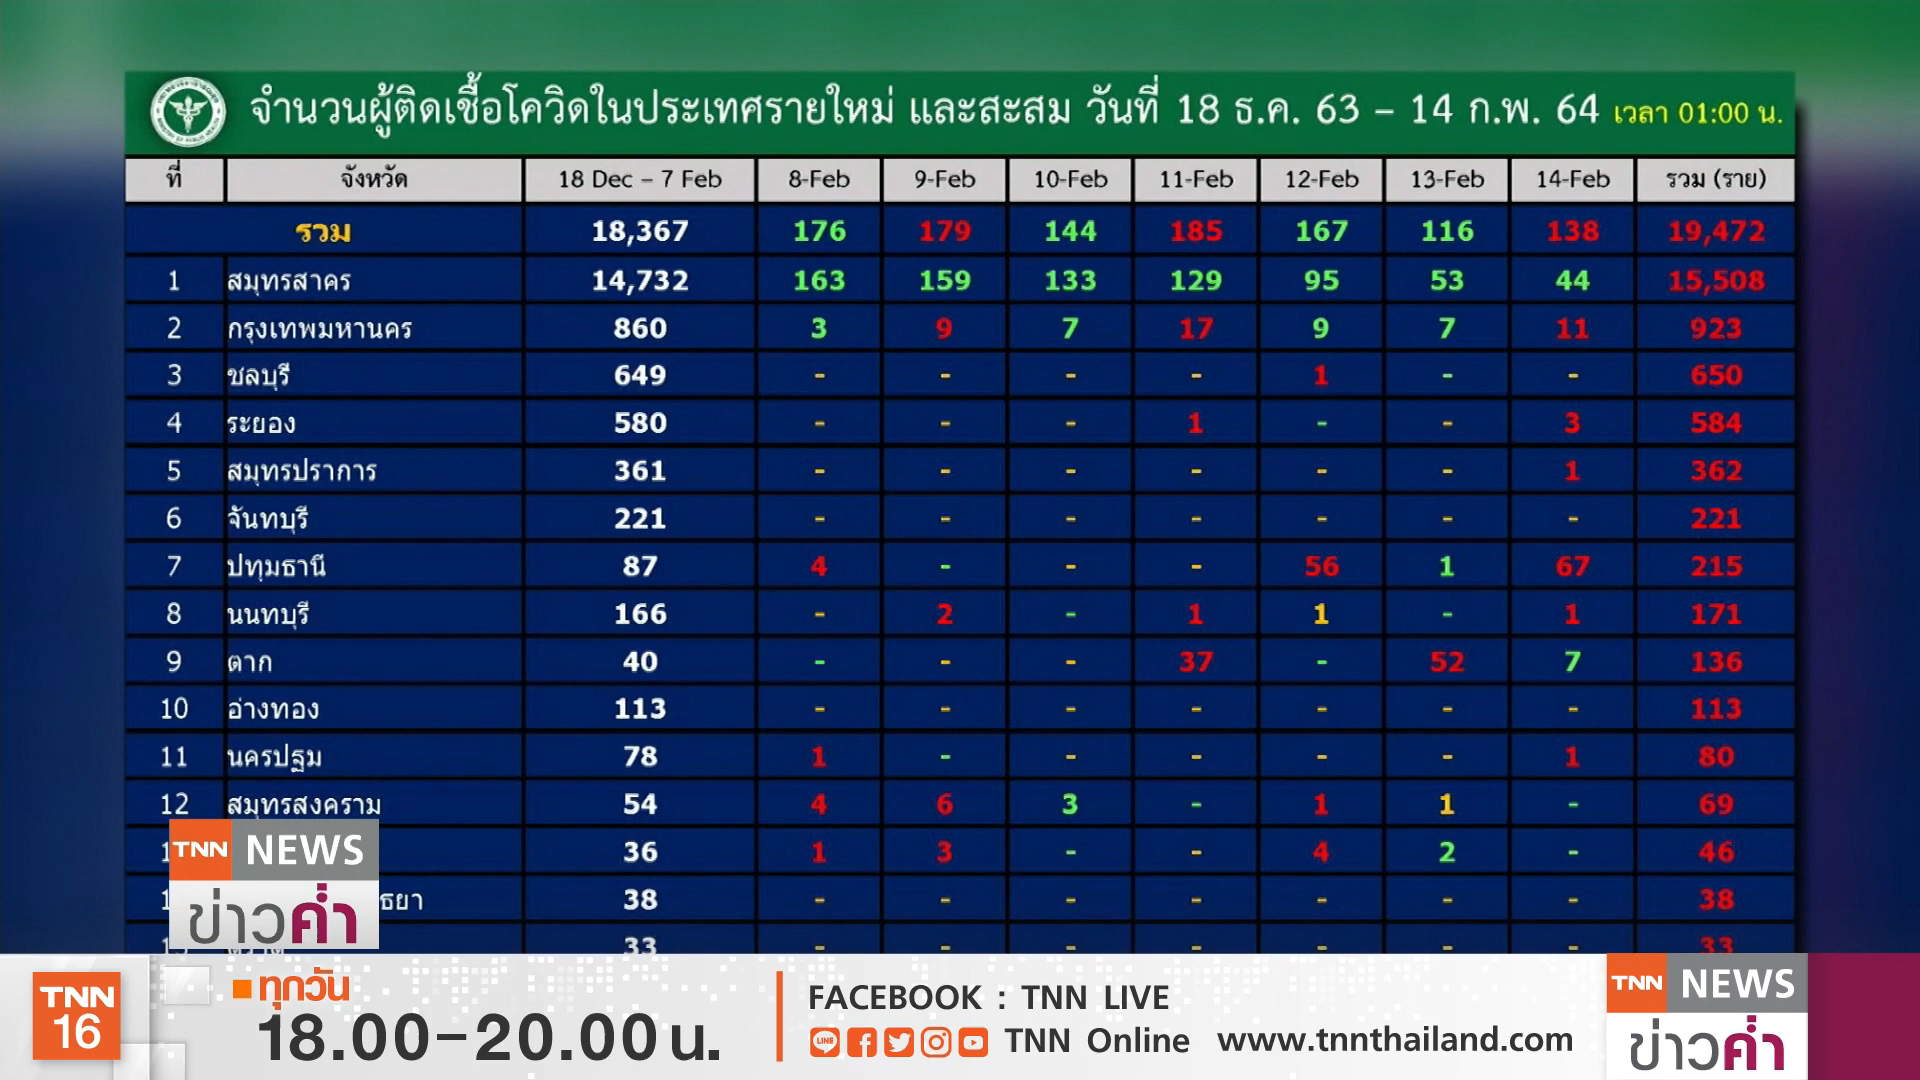 จำนวนผู้ติดเชื้อโควิดในประเทศรายใหม่ และสะสม วันที่ 18 ธ.ค. 63 – 14 ก.พ. 64 เวลา 01:00 น.
ที่ จังหวัด 18 Dec – 7 Feb 8-Feb 9-Feb 10-Feb 11-Feb 12-Feb 13-Feb 14-Feb รวม (ราย)
รวม 18,367 176 179 144 185 167 116 138 19,472
1 สมุทรสาคร 14,732 163 159 133 129 95 53 44 15,508
2 กรุงเทพมหานคร 860 3 9 7 17 9 7 11 923
3 ชลบุรี 649 - - - - 1 - - 650
4 ระยอง 580 - - - 1 - - 3 584
5 สมุทรปราการ 361 - - - - - - 1 362
6 จันทบุรี 221 - - - - - - - 221
7 ปทุมธานี 87 4 - - - 56 1 67 215
8 นนทบุรี 166 - 2 - 1 1 - 1 171
9 ตาก 40 - - - 37 - 52 7 136
10 อ่างทอง 113 - - - - - - - 113
11 นครปฐม 78 1 - - - - - 1 80
12 สมุทรสงคราม 54 4 6 3 - 1 1 - 69
36 1 3 - - 4 2 - 46
38 - - - - - - - 38
33 - - - - - - - 33
TNN NEWS
ข่าวค่ำ
TNN
16
ทุกวัน
18.00-20.00 น.
FACEBOOK : TNN LIVE
LINE TNN Online www.tnnthailand.com
TNN NEWS
ข่าวค่ำ